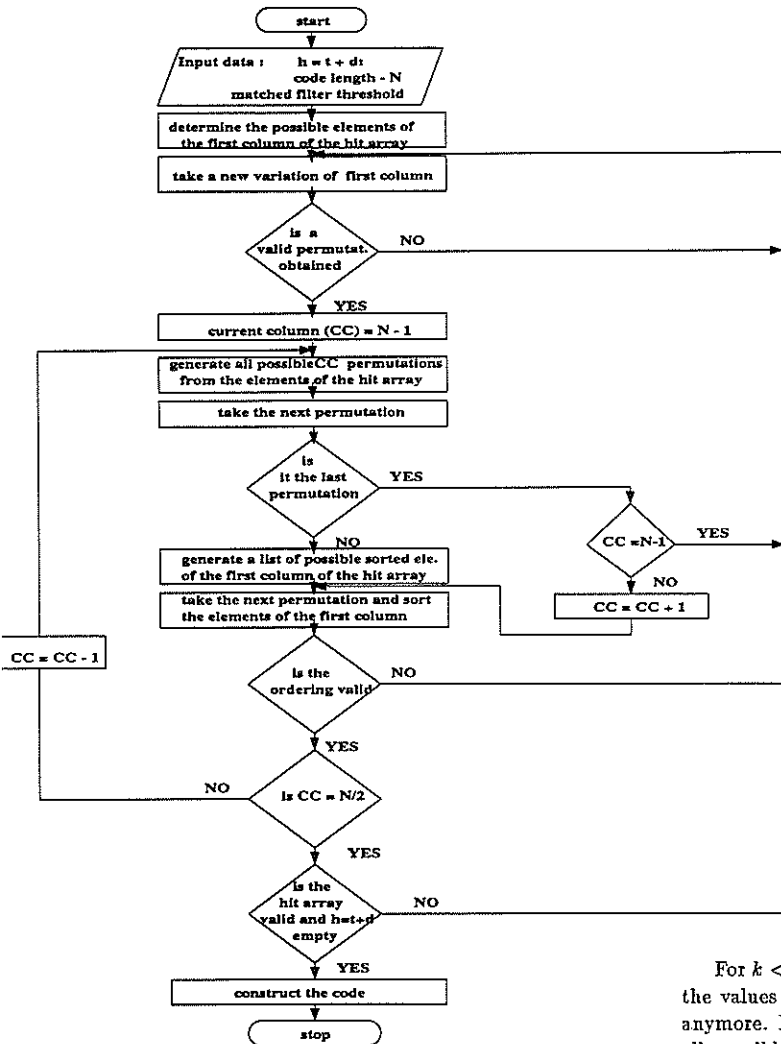 start
Input data : h = t + d:
code length - N
matched filter threshold
determine the possible elements of
the first column of the hit array
take a new variation of first column
is a
valid permutat.
obtained
NO
YES
current column (CC) = N - 1
generate all possibleCC permutations
from the elements of the hit array
take the next permutation
is
it the last
permutation
YES
NO
CC =N-1
YES
NO
CC = CC + 1
generate a list of possible sorted ele.
of the first column of the hit array
take the next permutation and sort
the elements of the first column
CC = CC - 1
is the
ordering valid
NO
YES
is CC = N/2
NO
YES
is the
hit array
valid and h=t+d
empty
NO
YES
construct the code
stop
For k <
the values
anymore.